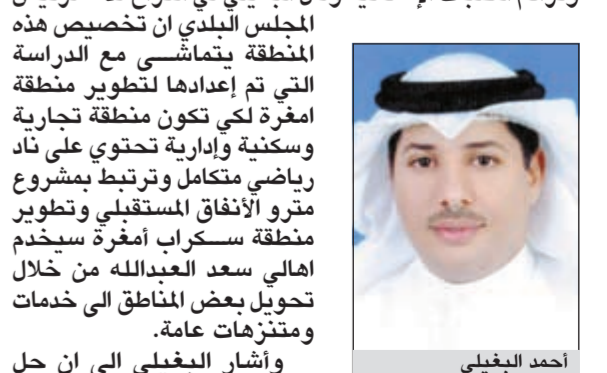 المجلس البلدي ان تخصيص هذه
المنطقة يتماشـــى مع الدراسة
التي تم إعدادها لتطوير منطقة
امغرة لكي تكون منطقة تجارية
وسكنية وإدارية تحتوي على ناد
رياضي متكامل وترتبط بمشروع
مترو الأنفاق المستقبلي وتطوير
منطقة ســـكراب أمغرة سيخدم
اهالي سعد العبدالله من خلال
تحويل بعض المناطق الى خدمات
ومتنزهات عامة.
وأشار البغيلي الى ان حل
أحمد البغيلي